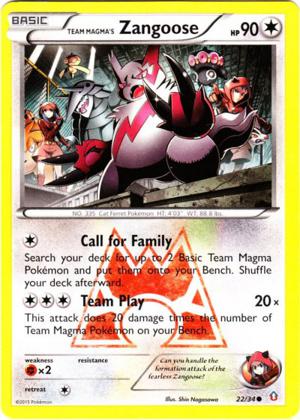 BASIC
TEAM MAGMA'S Zangoose HP 90
NO. 335 Cat Ferret Pokémon HT: 4'03" WT: 88.8 lbs.
Call for Family
Search your deck for up to 2 Basic Team Magma
Pokémon and put them onto your Bench. Shuffle
your deck afterward.
Team Play 20x
This attack does 20 damage times the number of
Team Magma Pokémon on your Bench.
weakness resistance
×2
retreat
Can you handle the
formidable attack of the
fearless Zangoose?
©2015 Pokémon
Illus. Shin Nagasawa
22/34